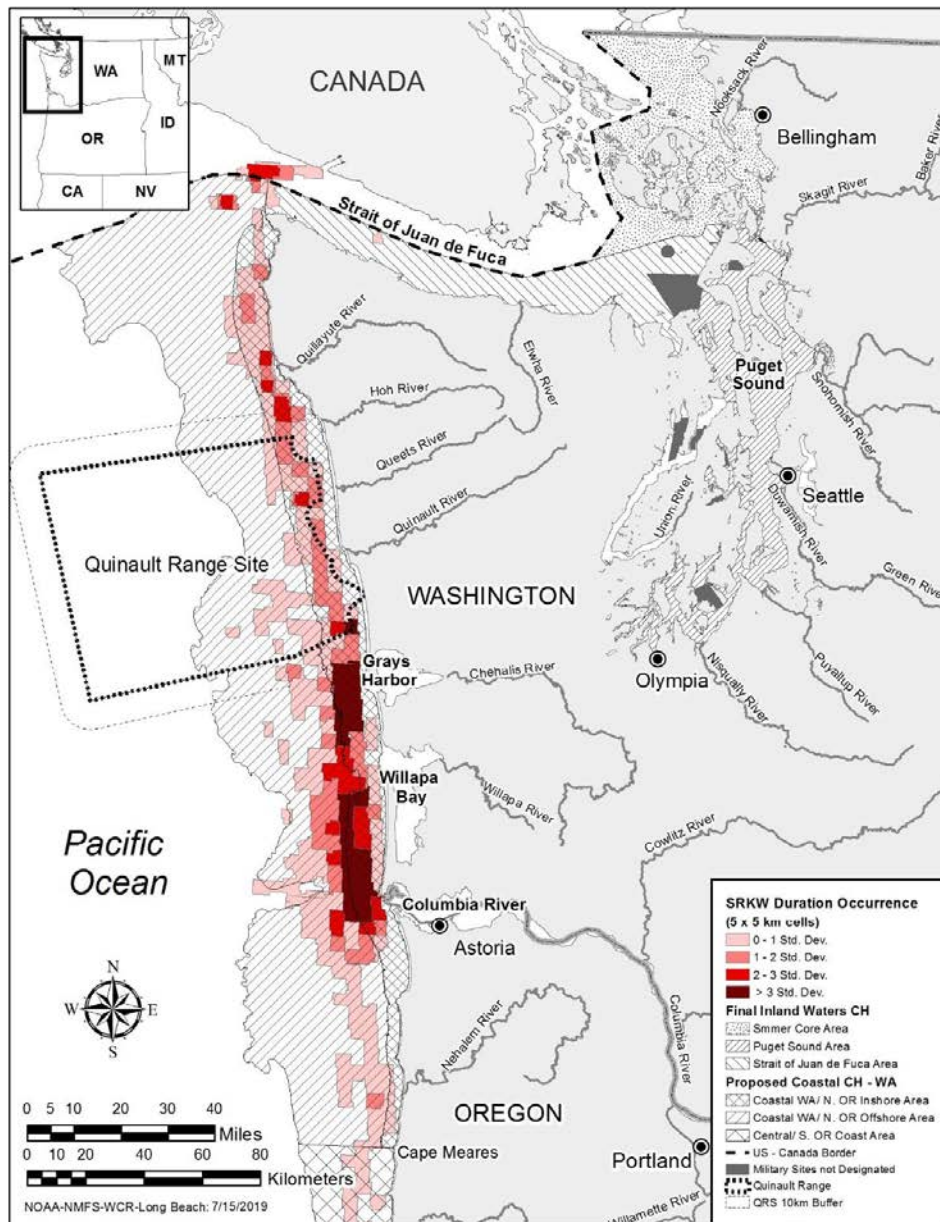 WA
MT
OR
ID
CA
NV
CANADA
Nooksack River
Bellingham
Baker River
Skagit River
Strait of Juan de Fuca
Quillayute River
Elwha River
Hoh River
Puget
Sound
Snohomish River
Queets River
Seattle
Quinault River
Union River
Duwamish River
Quinault Range Site
Green River
WASHINGTON
Grays
Harbor
Chehalis River
Olympia
Nisqually River
Puyallup River
Willapa
Bay
Willapa River
Cowlitz River
Pacific
Ocean
Columbia River
Astoria
N
W
E
S
Nehalem River
Columbia River
OREGON
Cape Meares
Portland
Willamette River
0 5 10 20 30 40
Miles
0 10 20 40 60 80
Kilometers
NOAA-NMFS-WCR-Long Beach: 7/15/2019
SRKW Duration Occurrence
(5 x 5 km cells)
0 - 1 Std. Dev.
1 - 2 Std. Dev.
2 - 3 Std. Dev.
> 3 Std. Dev.
Final Inland Waters CH
Smmer Core Area
Puget Sound Area
Strait of Juan de Fuca Area
Proposed Coastal CH - WA
Coastal WA/ N. OR Inshore Area
Coastal WA/ N. OR Offshore Area
Central/ S. OR Coast Area
US - Canada Border
Military Sites not Designated
Quinault Range
QRS 10km Buffer